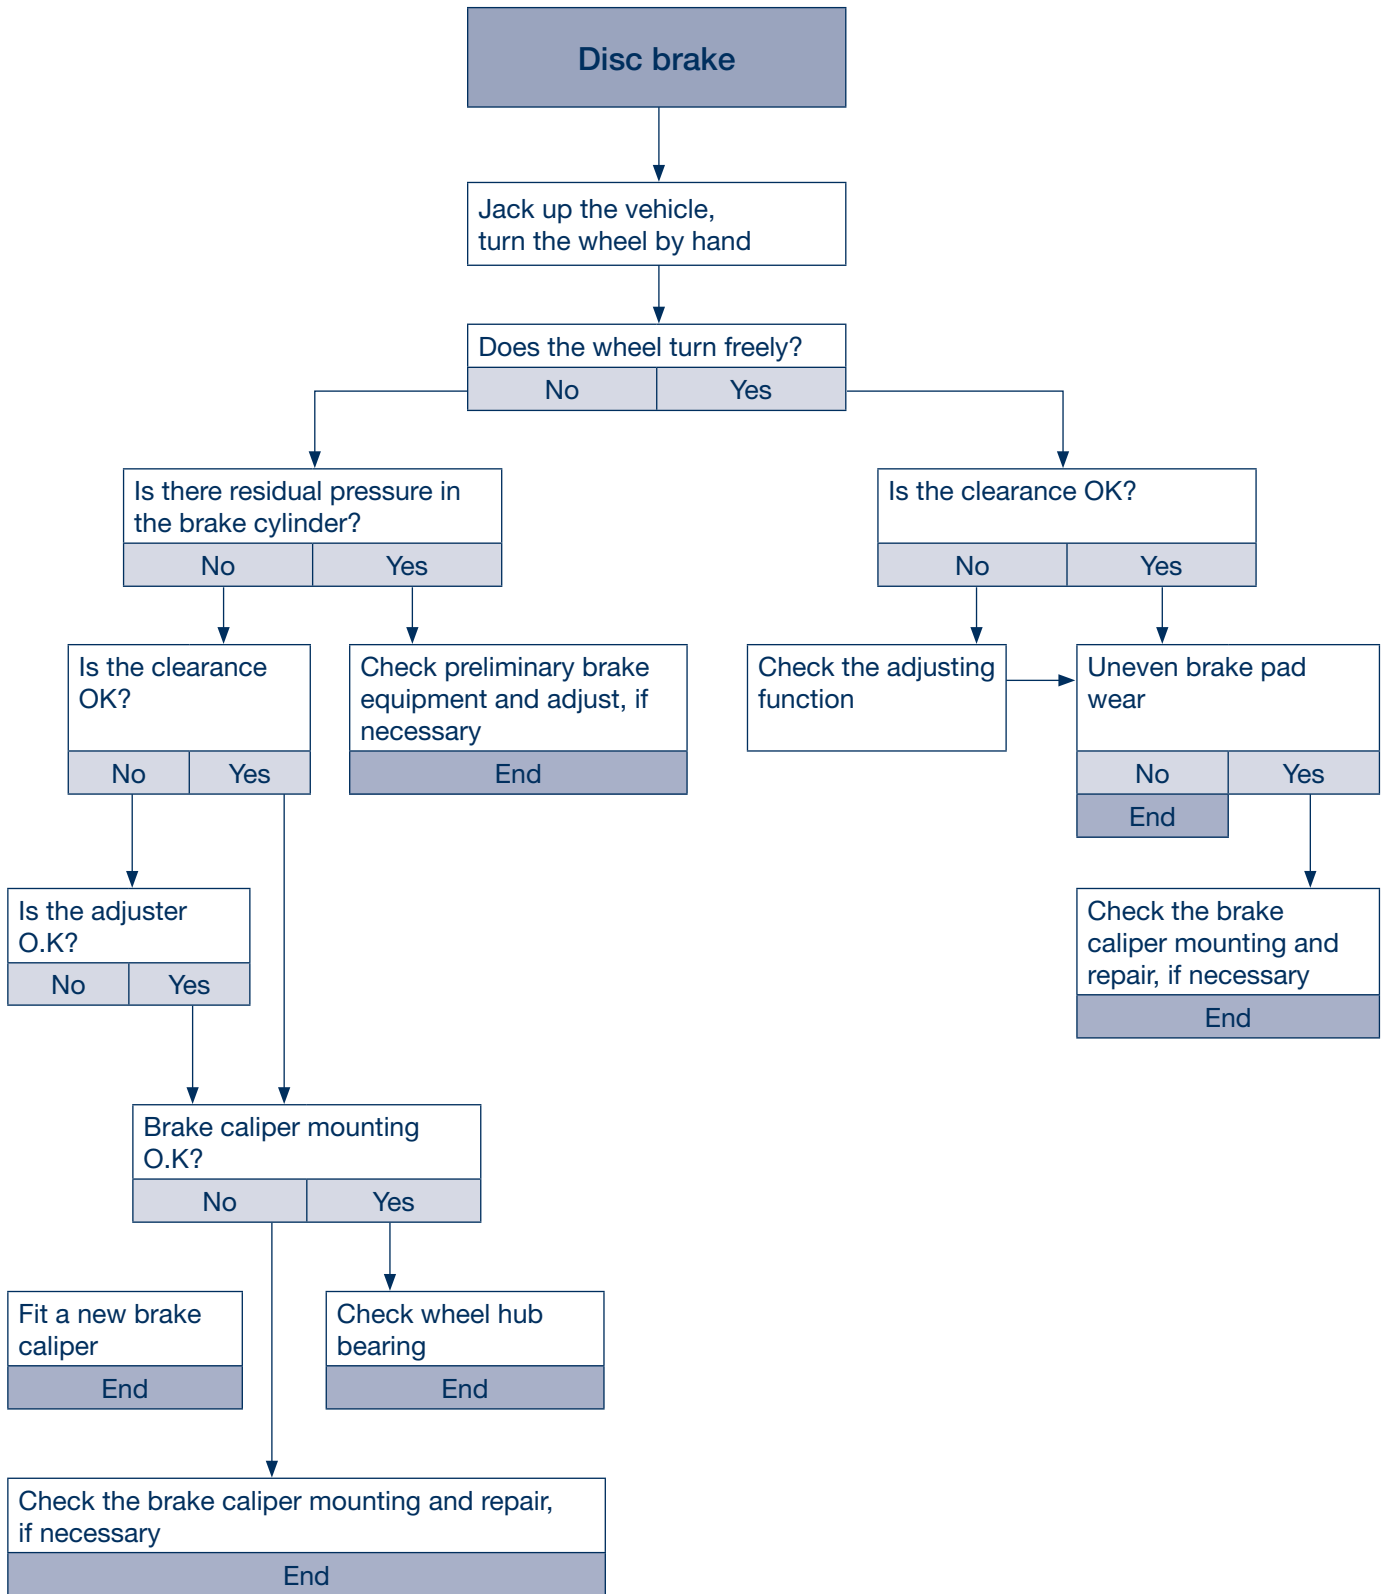 Disc brake
Jack up the vehicle,
turn the wheel by hand
Does the wheel turn freely?
No
Yes
Is there residual pressure in
the brake cylinder?
No
Yes
Is the clearance OK?
No
Yes
Is the clearance
OK?
No
Yes
Check preliminary brake
equipment and adjust, if
necessary
End
Check the adjusting
function
Uneven brake pad
wear
No
Yes
End
Is the adjuster
O.K?
No
Yes
Check the brake
caliper mounting and
repair, if necessary
End
Brake caliper mounting
O.K?
No
Yes
Fit a new brake
caliper
End
Check wheel hub
bearing
End
Check the brake caliper mounting and repair,
if necessary
End